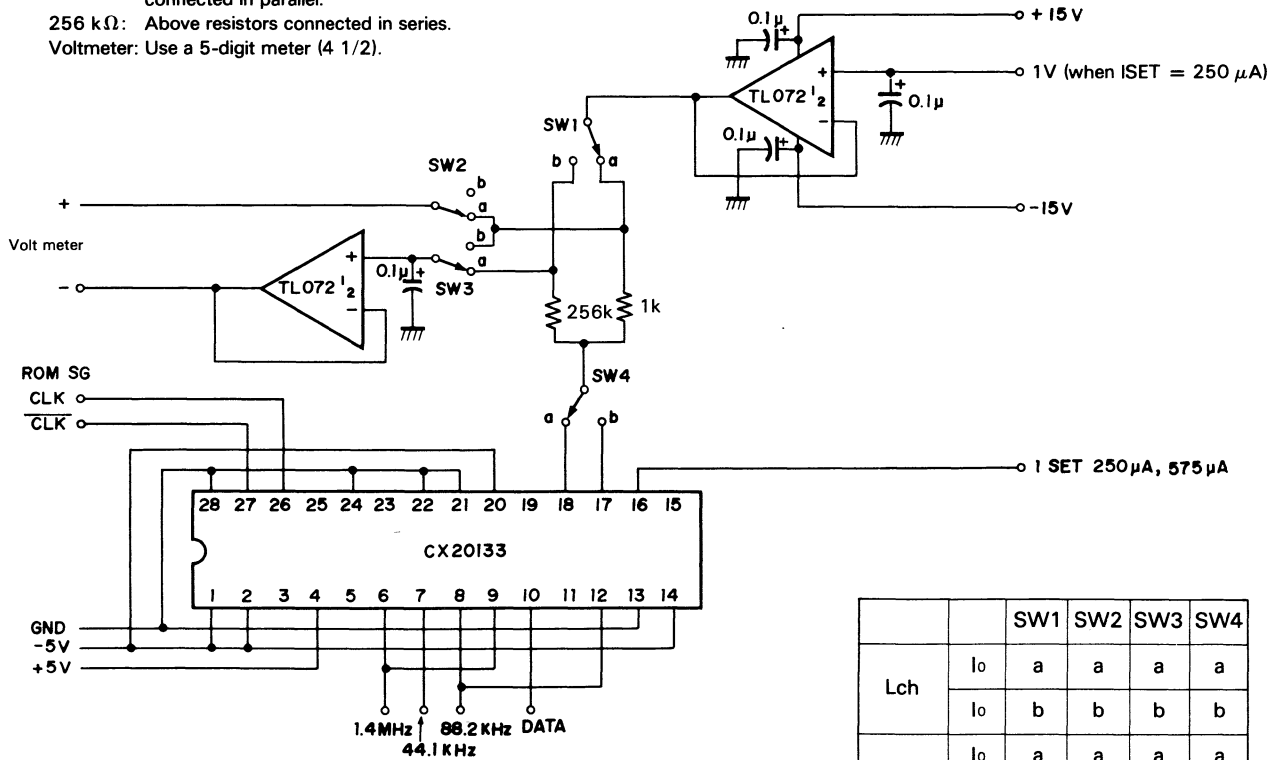 connected in parallel.
256 kΩ: Above resistors connected in series.
Voltmeter: Use a 5-digit meter (4 1/2).
0.1μ +
+15V
+
TL072 1/2
−
1V (when ISET = 250 μA)
+
0.1μ
0.1μ +
-15V
SW1
b
a
SW2
b
a
b
a
SW3
+
Volt meter
−
+
TL072 1/2
−
0.1μ +
256k
1k
SW4
a
b
ROM SG
CLK
CLK
1 SET 250μA, 575μA
28 27 26 25 24 23 22 21 20 19 18 17 16 15
CX20133
1 2 3 4 5 6 7 8 9 10 11 12 13 14
GND
-5V
+5V
1.4MHz
44.1KHz
88.2KHz
DATA
SW1 SW2 SW3 SW4
Lch
I0 a a a a
I0 b b b b
I0 a a a a